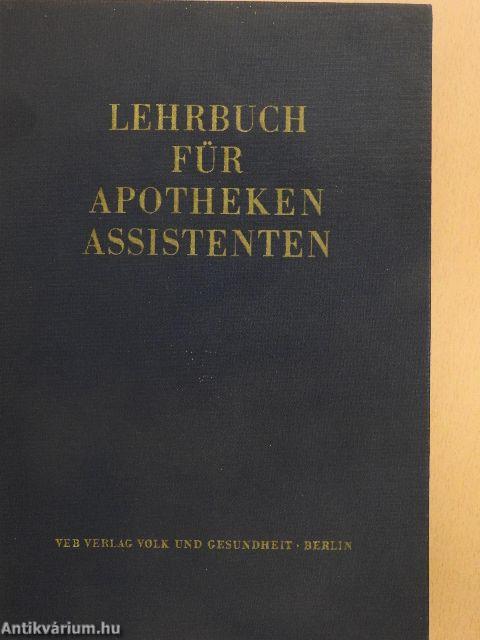 LEHRBUCH
FÜR
APOTHEKEN
ASSISTENTEN
VEB VERLAG VOLK UND GESUNDHEIT · BERLIN
Antikvárium.hu